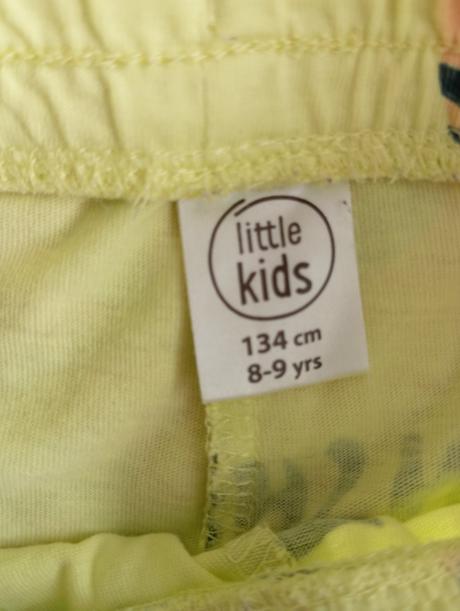 little
kids
134 cm
8-9 yrs